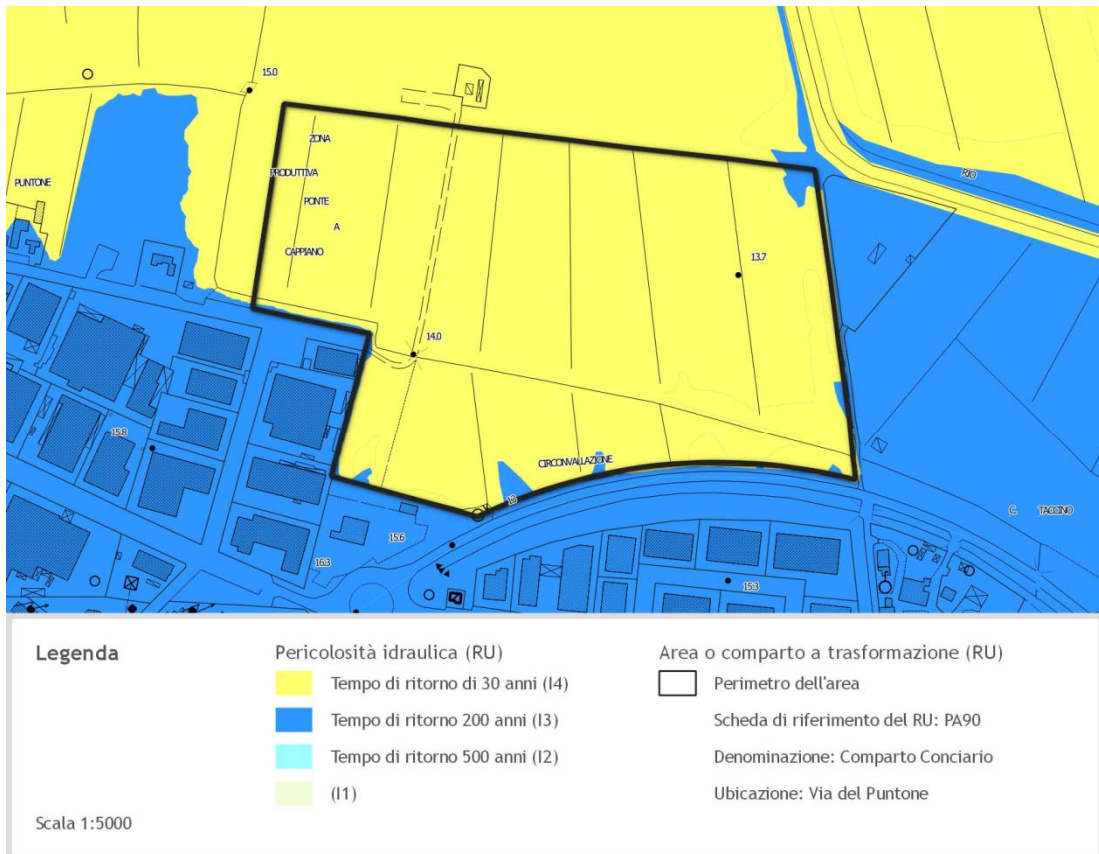 15.0
ZONA
PRODUTTIVA
PONTE
A
CAPPIANO
PUNTONE
RIO
13.7
14.0
15.8
CIRCONVALLAZIONE
13
C. TACCINO
15.6
16.3
15.3
Legenda
Pericolosità idraulica (RU)
Tempo di ritorno di 30 anni (I4)
Tempo di ritorno 200 anni (I3)
Tempo di ritorno 500 anni (I2)
(I1)
Area o comparto a trasformazione (RU)
Perimetro dell'area
Scheda di riferimento del RU: PA90
Denominazione: Comparto Conciario
Ubicazione: Via del Puntone
Scala 1:5000